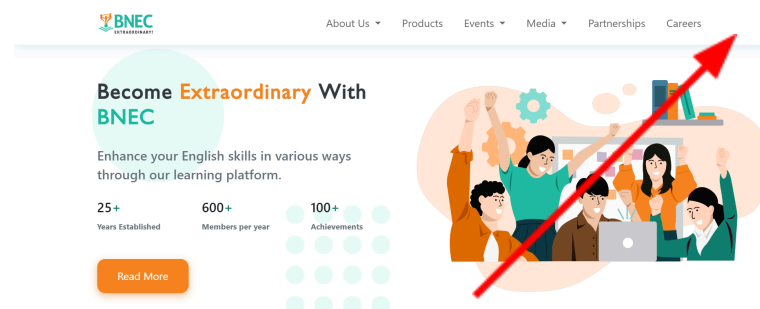 BNEC
EXTRAORDINARY!
About Us
Products
Events
Media
Partnerships
Careers
Become Extraordinary With
BNEC
Enhance your English skills in various ways
through our learning platform.
25+ 600+ 100+
Years Established Members per year Achievements
Read More